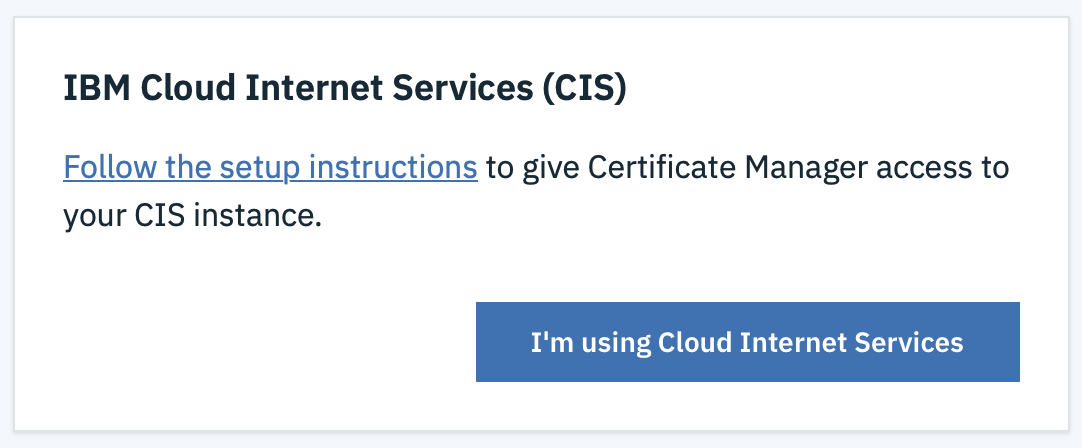 IBM Cloud Internet Services (CIS)
Follow the setup instructions to give Certificate Manager access to
your CIS instance.
I'm using Cloud Internet Services